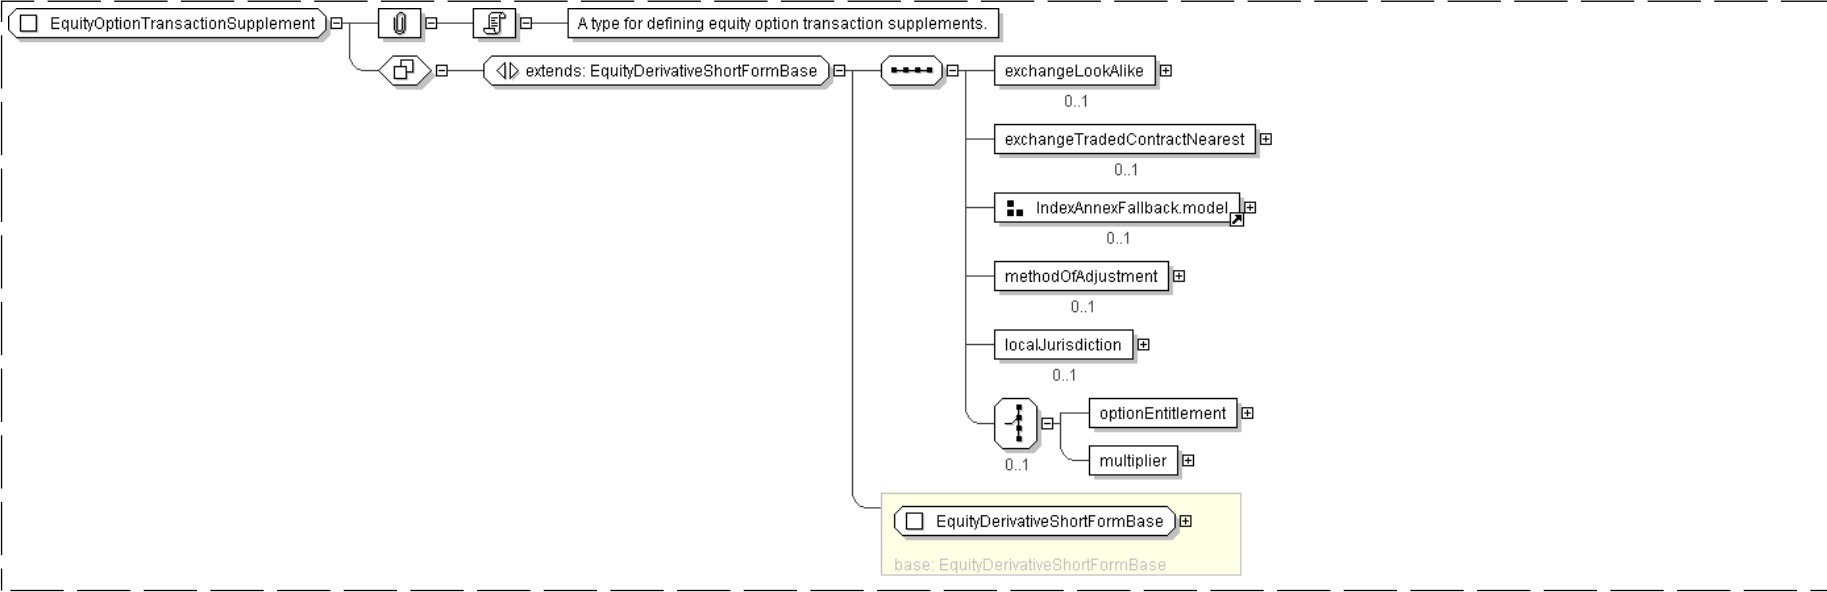 EquityOptionTransactionSupplement
A type for defining equity option transaction supplements.
extends: EquityDerivativeShortFormBase
exchangeLookAlike
0..1
exchangeTradedContractNearest
0..1
IndexAnnexFallback.model
0..1
methodOfAdjustment
0..1
localJurisdiction
0..1
optionEntitlement
multiplier
0..1
EquityDerivativeShortFormBase
base: EquityDerivativeShortFormBase